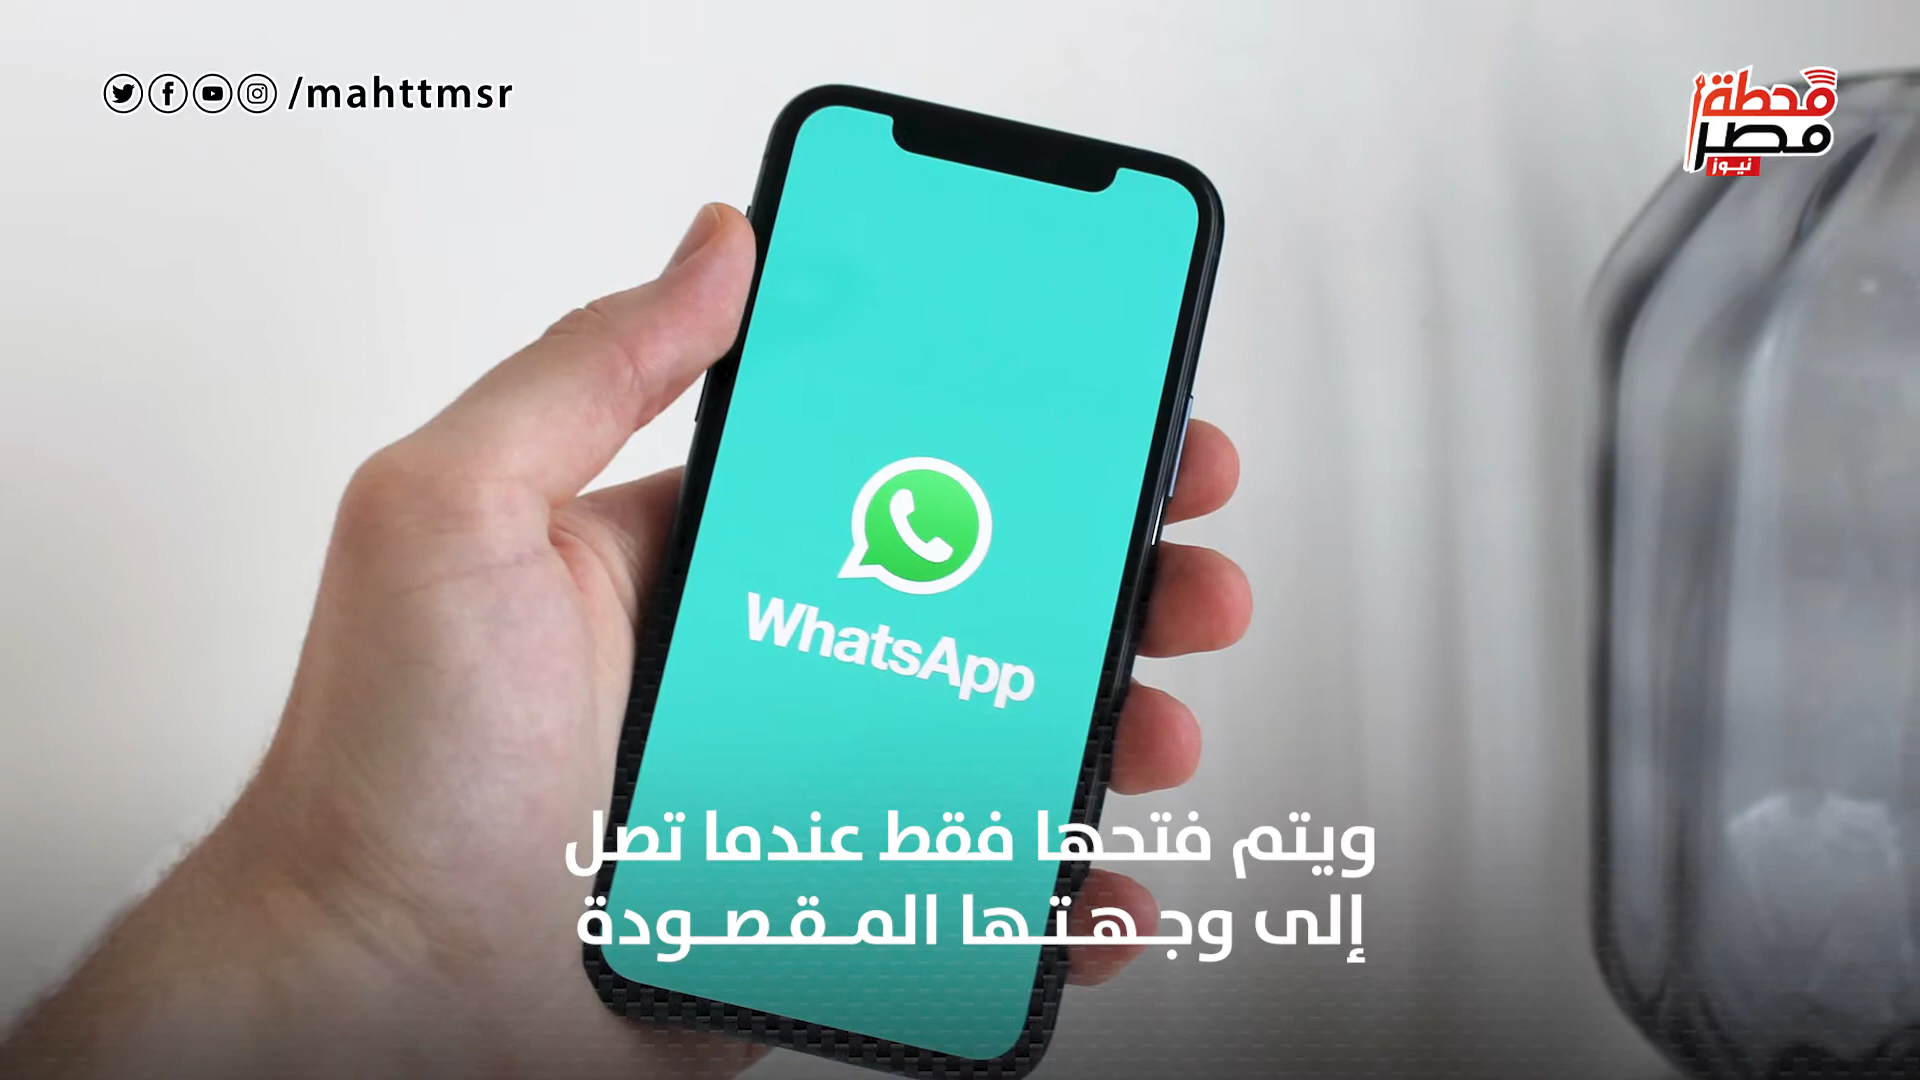 /mahttmsr
محطة
مصر
نيوز
WhatsApp
ويتم فتحها فقط عندما تصل
إلى وجهتها المقصودة